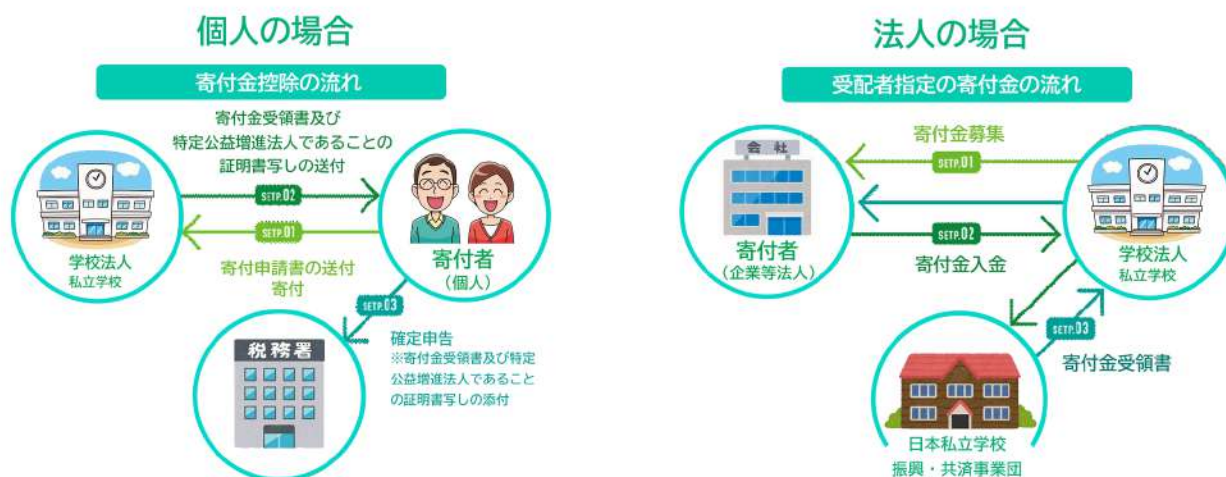 個人の場合
寄付金控除の流れ
寄付金受領書及び
特定公益増進法人であることの
証明書写しの送付
SETP.02
SETP.01
学校法人
私立学校
寄付申請書の送付
寄付
寄付者
（個人）
SETP.03
税務署
確定申告
※寄付金受領書及び特定
公益増進法人であること
の証明書写しの添付
法人の場合
受配者指定の寄付金の流れ
寄付金募集
会社
SETP.01
SETP.02
寄付者
（企業等法人）
寄付金入金
学校法人
私立学校
SETP.03
寄付金受領書
日本私立学校
振興・共済事業団